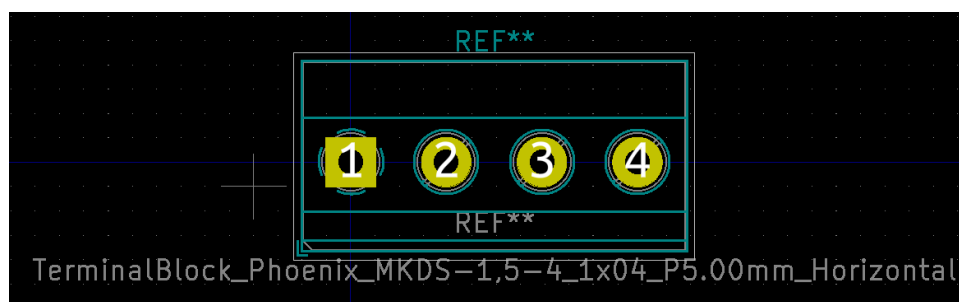 REF**
1 2 3 4
REF**
TerminalBlock_Phoenix_MKDS-1,5-4_1x04_P5.00mm_Horizontal